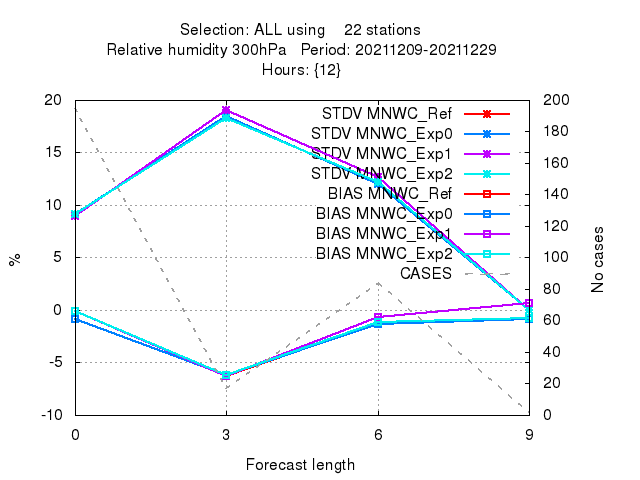 Selection: ALL using 22 stations
Relative humidity 300hPa Period: 20211209-20211229
Hours: {12}
20 200
180
15 160
140
10 120
5 100
80
0 60
-5 40
20
-10 0
%
No cases
STDV MNWC_Ref
STDV MNWC_Exp0
STDV MNWC_Exp1
STDV MNWC_Exp2
BIAS MNWC_Ref
BIAS MNWC_Exp0
BIAS MNWC_Exp1
BIAS MNWC_Exp2
CASES
0 3 6 9
Forecast length